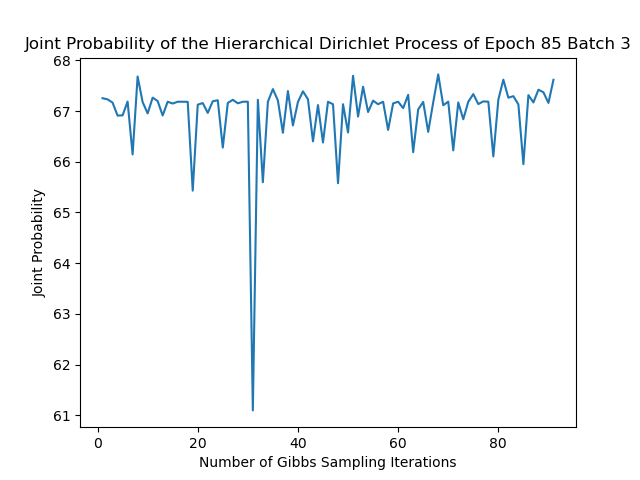 Joint Probability of the Hierarchical Dirichlet Process of Epoch 85 Batch 3
68
67
66
65
64
63
62
61
Joint Probability
0 20 40 60 80
Number of Gibbs Sampling Iterations